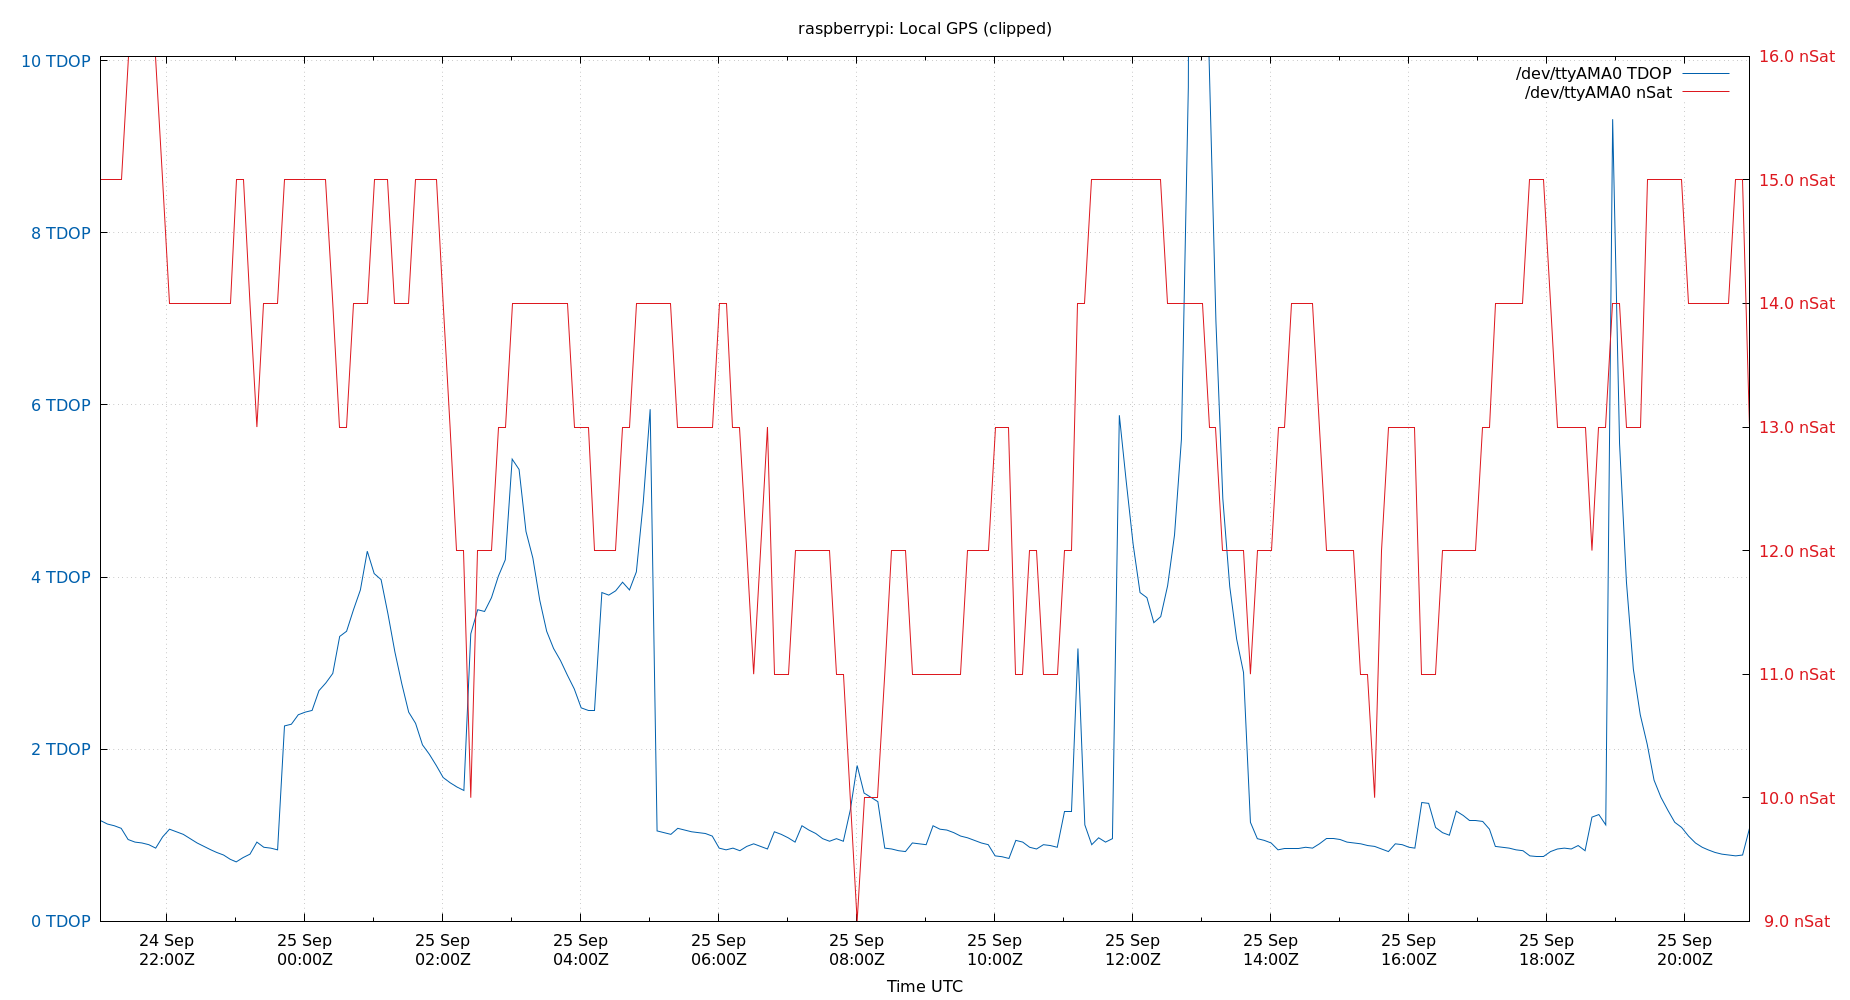 raspberrypi: Local GPS (clipped)
10 TDOP
8 TDOP
6 TDOP
4 TDOP
2 TDOP
0 TDOP
/dev/ttyAMA0 TDOP
/dev/ttyAMA0 nSat
16.0 nSat
15.0 nSat
14.0 nSat
13.0 nSat
12.0 nSat
11.0 nSat
10.0 nSat
9.0 nSat
24 Sep
22:00Z
25 Sep
00:00Z
25 Sep
02:00Z
25 Sep
04:00Z
25 Sep
06:00Z
25 Sep
08:00Z
25 Sep
10:00Z
25 Sep
12:00Z
25 Sep
14:00Z
25 Sep
16:00Z
25 Sep
18:00Z
25 Sep
20:00Z
Time UTC